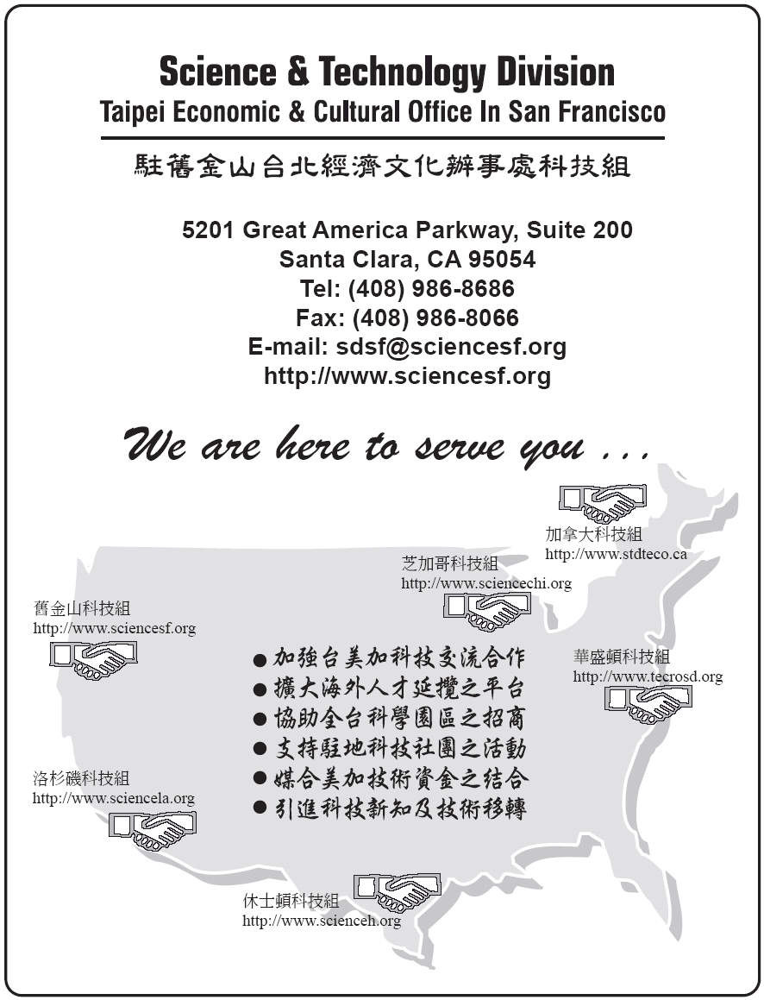 Science & Technology Division
Taipei Economic & Cultural Office In San Francisco
駐舊金山台北經濟文化辦事處科技組
5201 Great America Parkway, Suite 200
Santa Clara, CA 95054
Tel: (408) 986-8686
Fax: (408) 986-8066
E-mail: sdsf@sciencesf.org
http://www.sciencesf.org
We are here to serve you ...
加拿大科技組
http://www.stdteco.ca
芝加哥科技組
http://www.sciencechi.org
舊金山科技組
http://www.sciencesf.org
華盛頓科技組
http://www.tecrosd.org
● 加強台美加科技交流合作
● 擴大海外人才延攬之平台
● 協助全台科學園區之招商
● 支持駐地科技社團之活動
● 媒合美加技術資金之結合
● 引進科技新知及技術移轉
洛杉磯科技組
http://www.sciencela.org
休士頓科技組
http://www.scienceh.org